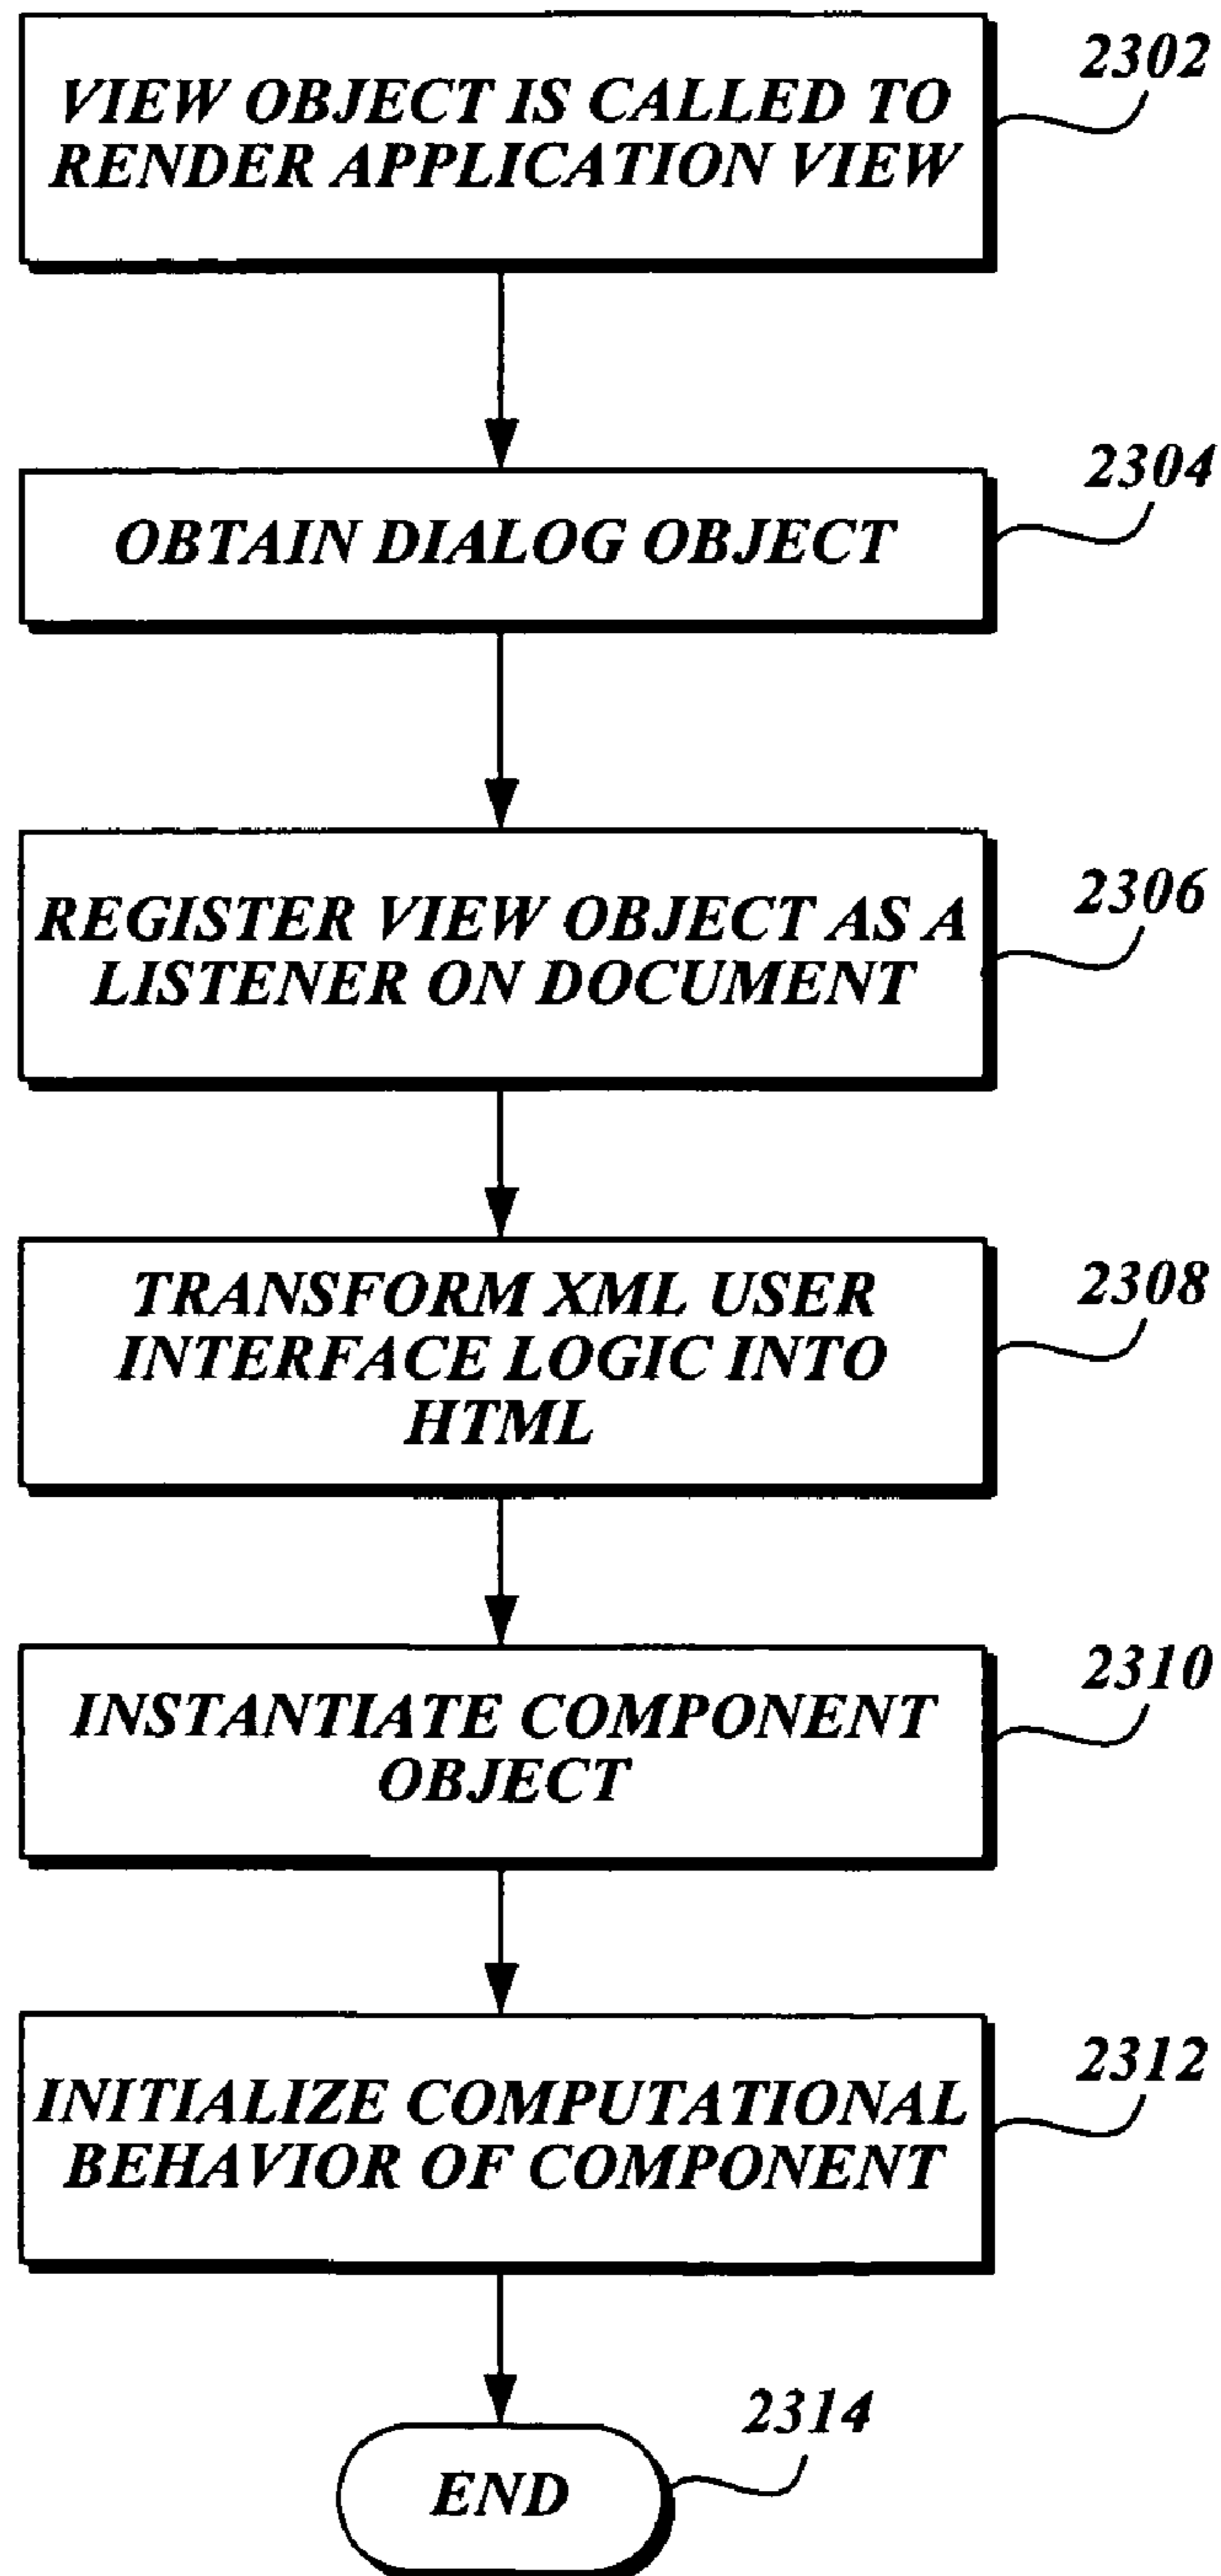 VIEW OBJECT IS CALLED TO
RENDER APPLICATION VIEW
2302
OBTAIN DIALOG OBJECT
2304
REGISTER VIEW OBJECT AS A
LISTENER ON DOCUMENT
2306
TRANSFORM XML USER
INTERFACE LOGIC INTO
HTML
2308
INSTANTIATE COMPONENT
OBJECT
2310
INITIALIZE COMPUTATIONAL
BEHAVIOR OF COMPONENT
2312
END
2314